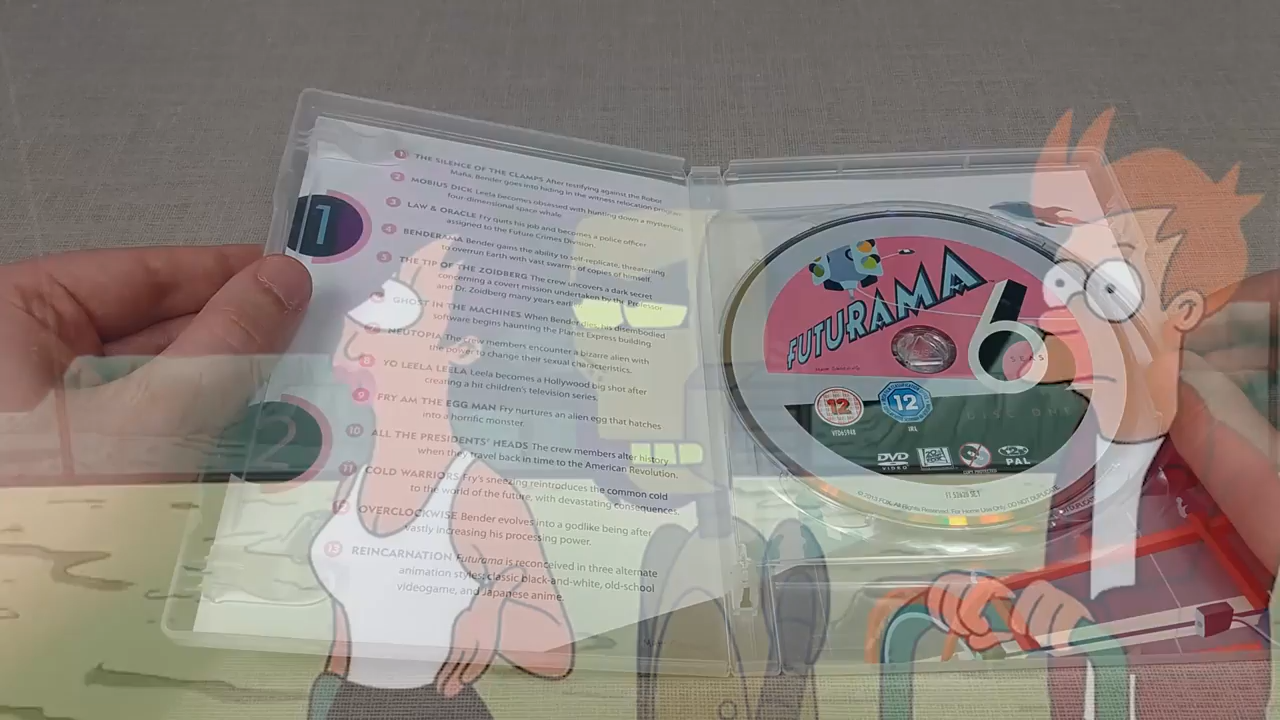 1
1 THE SILENCE OF THE CLAMPS After testifying against the Robot
Mafia, Bender goes into hiding in the witness relocation program.
2 MOBIUS DICK Leela becomes obsessed with hunting down a mysterious
four-dimensional space whale.
3 LAW & ORACLE Fry quits his job and becomes a police officer
assigned to the Future Crimes Division.
4 BENDERAMA Bender gains the ability to self-replicate, threatening
to overrun Earth with vast swarms of copies of himself.
5 THE TIP OF THE ZOIDBERG The crew uncovers a dark secret
concerning a covert mission undertaken by the Professor
and Dr. Zoidberg many years earlier.
GHOST IN THE MACHINES When Bender dies, his disembodied
software begins haunting the Planet Express building.
NEUTOPIA The crew members encounter a bizarre alien with
the power to change their sexual characteristics.
2
8 YO LEELA LEELA Leela becomes a Hollywood big shot after
creating a hit children's television series.
9 FRY AM THE EGG MAN Fry nurtures an alien egg that hatches
into a horrific monster.
10 ALL THE PRESIDENTS' HEADS The crew members alter history
when they travel back in time to the American Revolution.
11 COLD WARRIORS Fry's sneezing reintroduces the common cold
to the world of the future, with devastating consequences.
12 OVERCLOCKWISE Bender evolves into a godlike being after
vastly increasing his processing power.
13 REINCARNATION Futurama is reconceived in three alternate
animation styles: classic black-and-white, old-school
videogame, and Japanese anime.
FUTURAMA
6
SEAS
DISC ONE
12
12
IRL
DVD
VIDEO
COPY PROTECTED
PAL